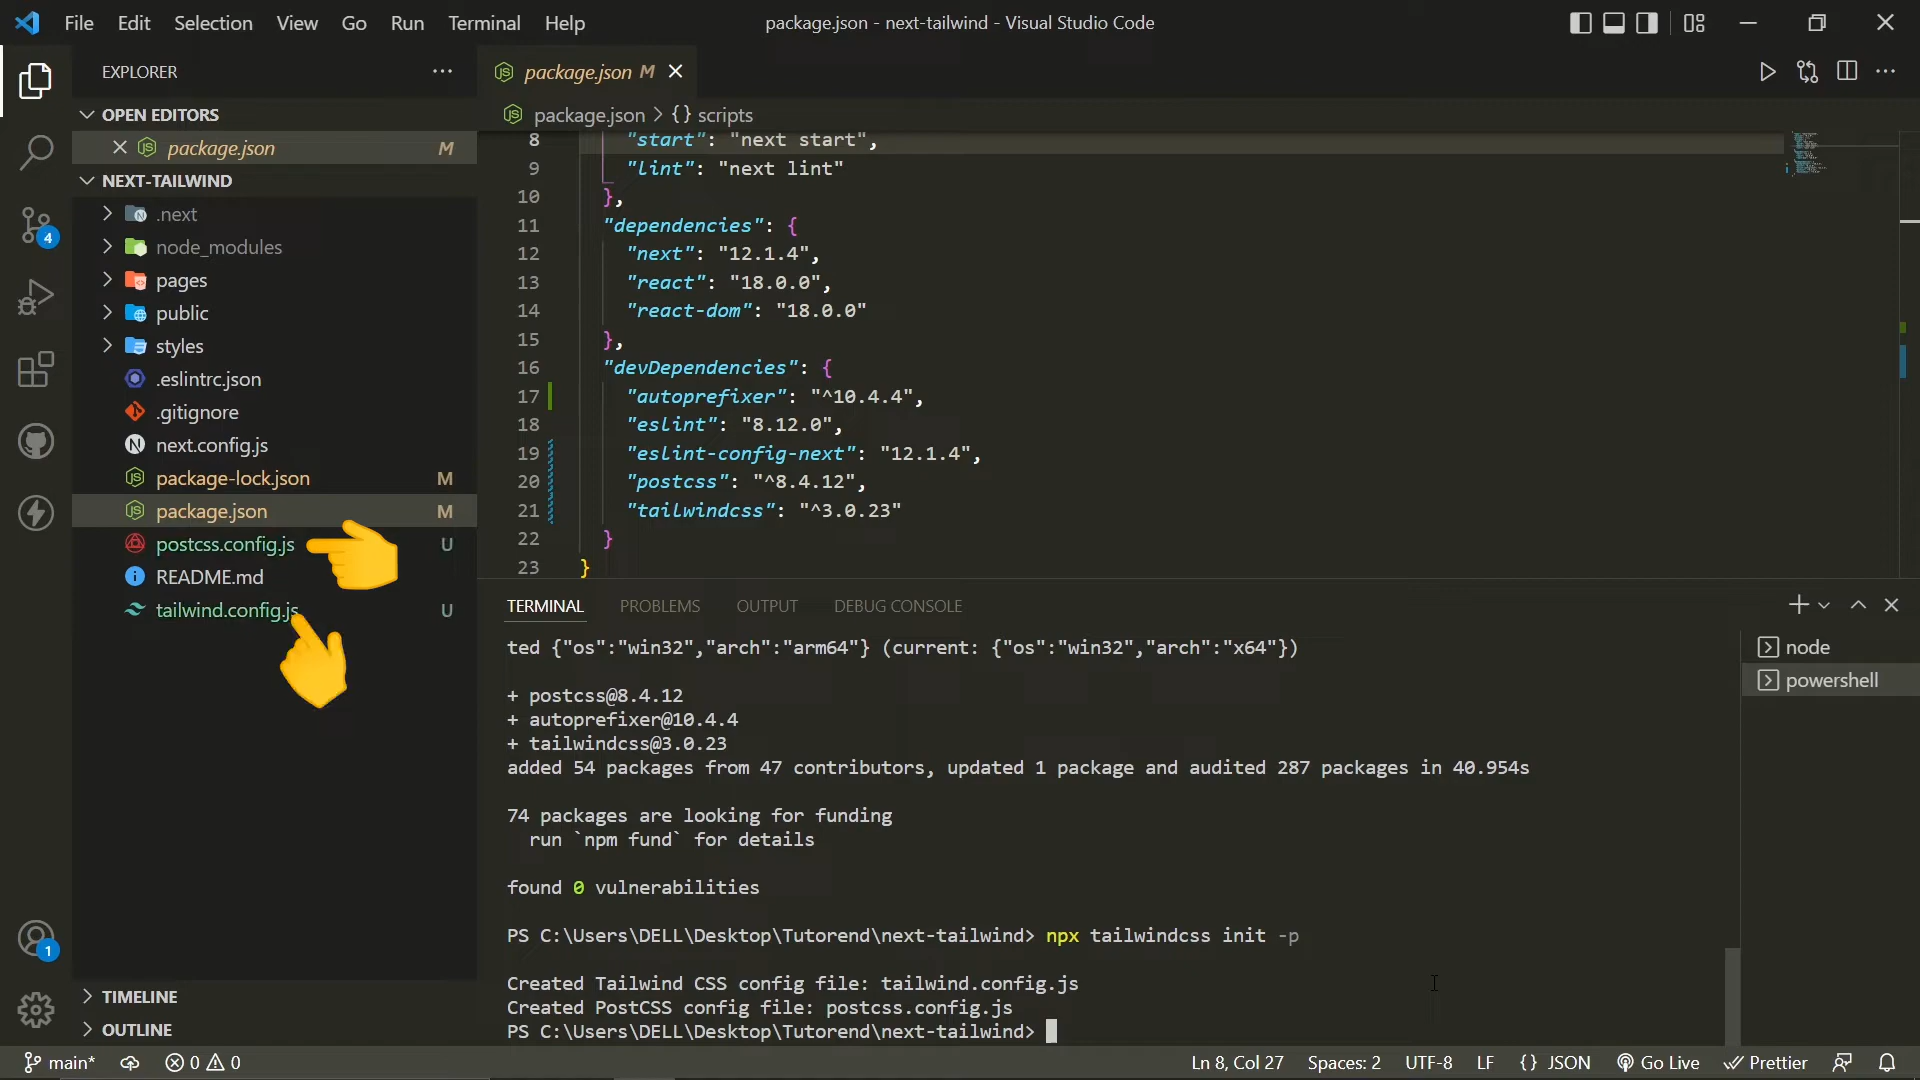 File Edit Selection View Go Run Terminal Help
package.json - next-tailwind - Visual Studio Code
EXPLORER
OPEN EDITORS
package.json M
NEXT-TAILWIND
.next
node_modules
pages
public
styles
.eslintrc.json
.gitignore
next.config.js
package-lock.json M
package.json M
postcss.config.js U
README.md
tailwind.config.js U
TIMELINE
OUTLINE
4
1
package.json M
package.json > {} scripts
8 "start": "next start",
9 "lint": "next lint"
10 },
11 "dependencies": {
12 "next": "12.1.4",
13 "react": "18.0.0",
14 "react-dom": "18.0.0"
15 },
16 "devDependencies": {
17 "autoprefixer": "^10.4.4",
18 "eslint": "8.12.0",
19 "eslint-config-next": "12.1.4",
20 "postcss": "^8.4.12",
21 "tailwindcss": "^3.0.23"
22 }
23 }
TERMINAL PROBLEMS OUTPUT DEBUG CONSOLE
ted {"os":"win32","arch":"arm64"} (current: {"os":"win32","arch":"x64"})
+ postcss@8.4.12
+ autoprefixer@10.4.4
+ tailwindcss@3.0.23
added 54 packages from 47 contributors, updated 1 package and audited 287 packages in 40.954s
74 packages are looking for funding
run `npm fund` for details
found 0 vulnerabilities
PS C:\Users\DELL\Desktop\Tutorend\next-tailwind> npx tailwindcss init -p
Created Tailwind CSS config file: tailwind.config.js
Created PostCSS config file: postcss.config.js
PS C:\Users\DELL\Desktop\Tutorend\next-tailwind>
node
powershell
main* 0 0
Ln 8, Col 27 Spaces: 2 UTF-8 LF {} JSON Go Live Prettier